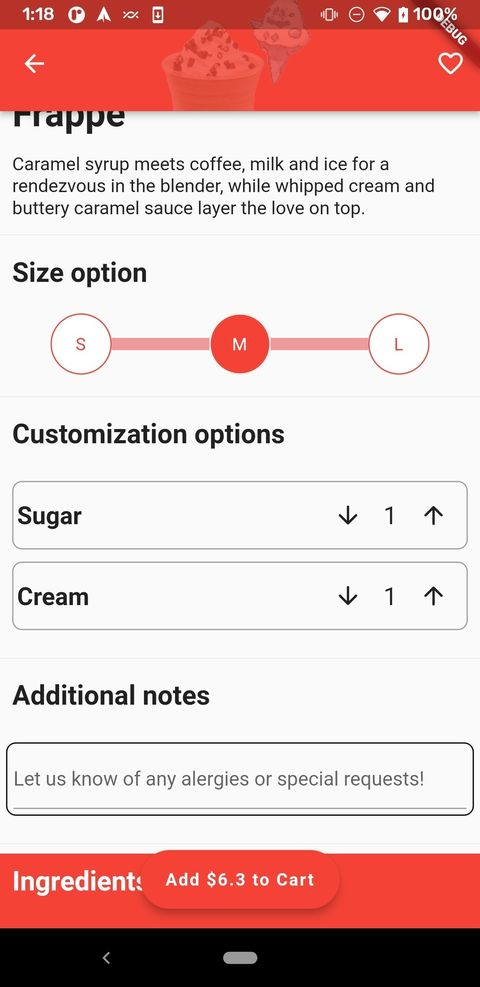 1:18 100%
DEBUG
Frappe
Caramel syrup meets coffee, milk and ice for a
rendezvous in the blender, while whipped cream and
buttery caramel sauce layer the love on top.
Size option
S M L
Customization options
Sugar 1
Cream 1
Additional notes
Let us know of any alergies or special requests!
Ingredients
Add $6.3 to Cart